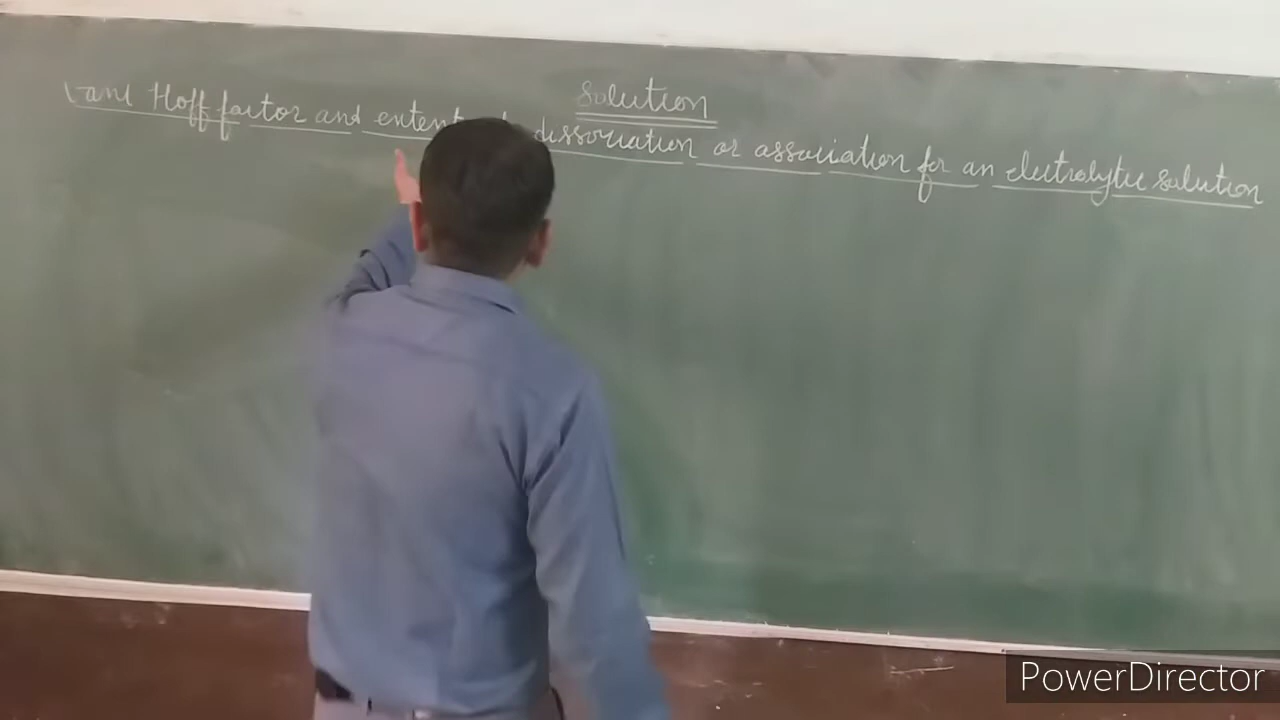 Solution
Vant Hoff factor and extent dissociation or association for an electrolytic solution
PowerDirector